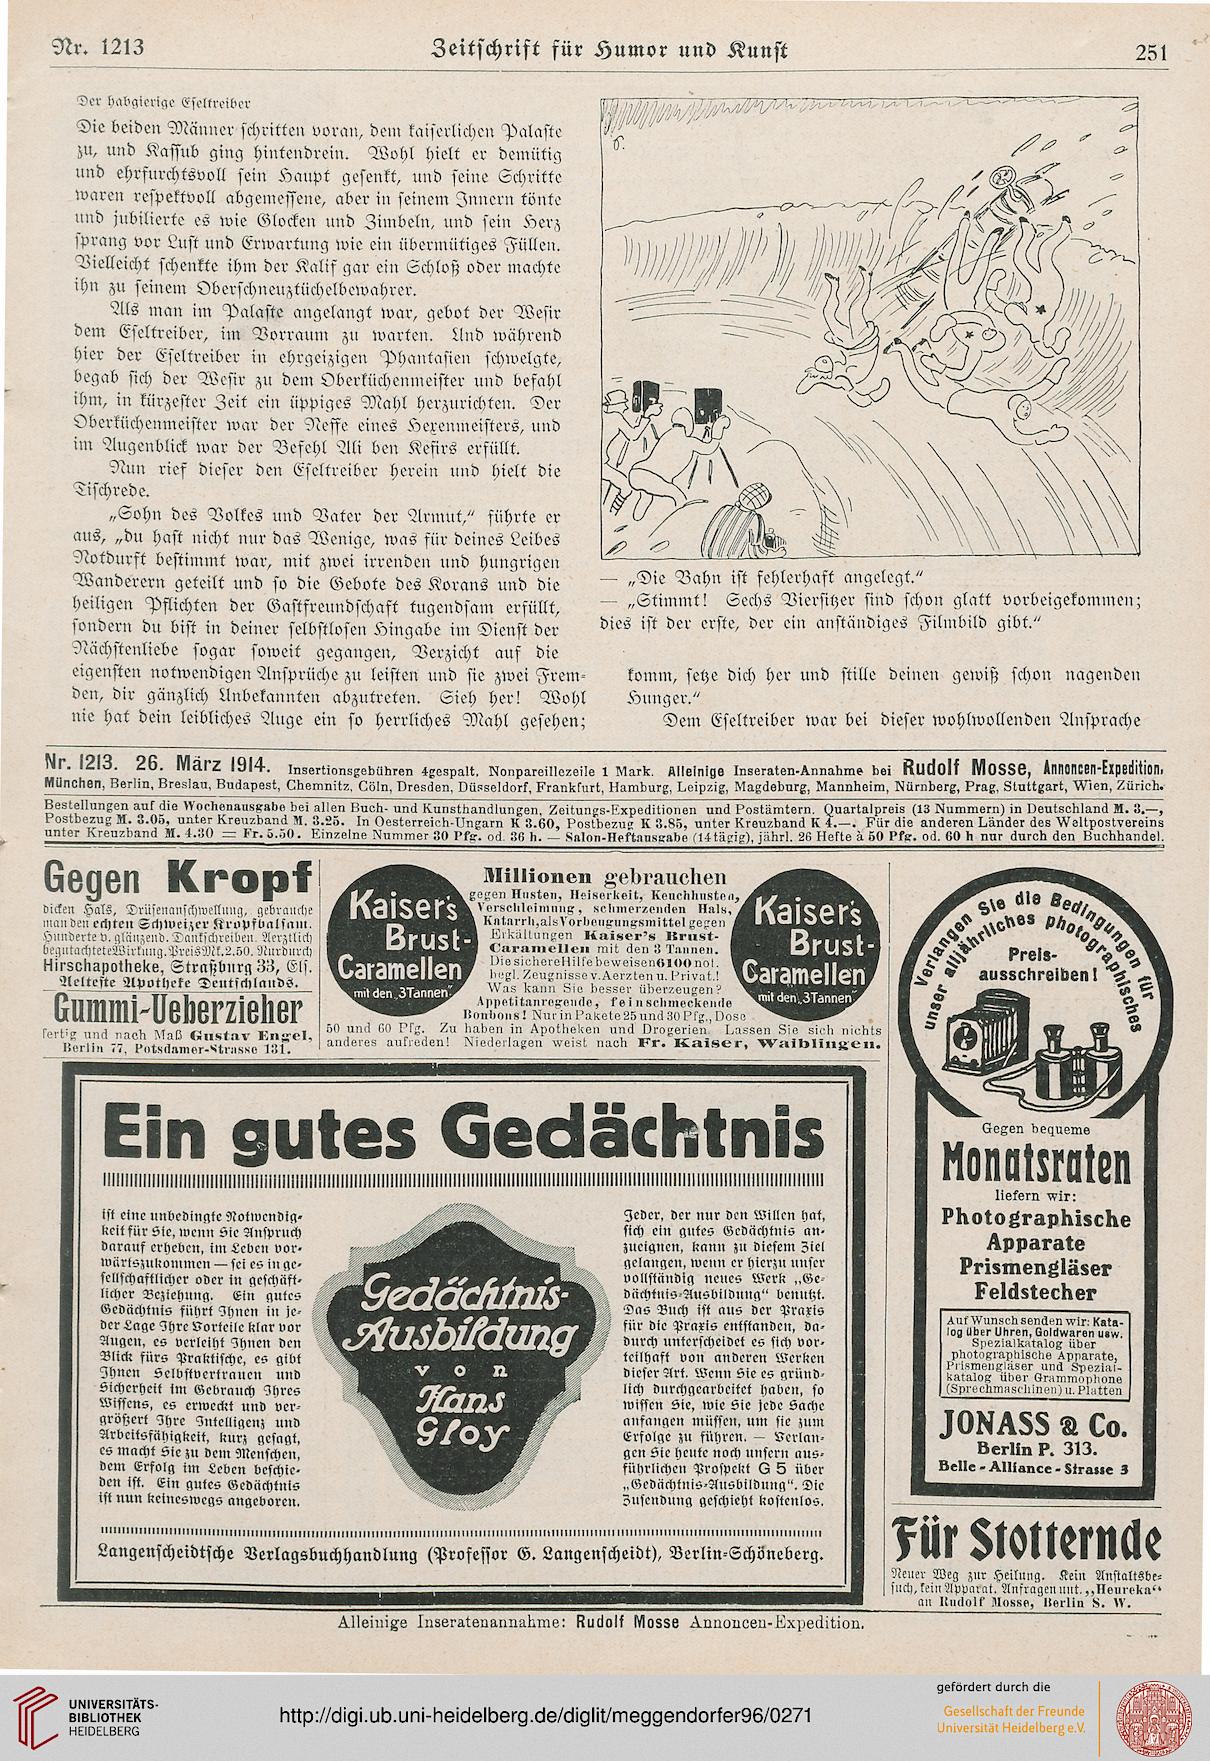 Nr. 1213
Zeitschrift für Humor und Kunst
251
Der habgierige Eseltreiber
Die beiden Männer schritten voran, dem kaiserlichen Palaste
zu, und Kassub ging hintendrein. Wohl hielt er demütig
und ehrfurchtsvoll sein Haupt gesenkt, und seine Schritte
waren respektvoll abgemessene, aber in seinem Innern tönte
und jubilierte es wie Glocken und Zimbeln, und sein Herz
sprang vor Lust und Erwartung wie ein übermütiges Füllen.
Vielleicht schenkte ihm der Kalif gar ein Schloß oder machte
ihn zu seinem Oberschneuztüchelbewahrer.
Als man im Palaste angelangt war, gebot der Wesir
dem Eseltreiber, im Vorraum zu warten. Und während
hier der Eseltreiber in ehrgeizigen Phantasien schwelgte,
begab sich der Wesir zu dem Oberküchenmeister und befahl
ihm, in kürzester Zeit ein üppiges Mahl herzurichten. Der
Oberküchenmeister war der Neffe eines Hexenmeisters, und
im Augenblick war der Befehl Ali ben Kefirs erfüllt.
Nun rief dieser den Eseltreiber herein und hielt die
Tischrede.
„Sohn des Volkes und Vater der Armut,“ führte er
aus, „du hast nicht nur das Wenige, was für deines Leibes
Notdurft bestimmt war, mit zwei irrenden und hungrigen
Wanderern geteilt und so die Gebote des Korans und die
heiligen Pflichten der Gastfreundschaft tugendsam erfüllt,
sondern du bist in deiner selbstlosen Hingabe im Dienst der
Nächstenliebe sogar soweit gegangen, Verzicht auf die
eigensten notwendigen Ansprüche zu leisten und sie zwei Frem-
den, dir gänzlich Unbekannten abzutreten. Sieh her! Wohl
nie hat dein leibliches Auge ein so herrliches Mahl gesehen;
— „Die Bahn ist fehlerhaft angelegt.“
— „Stimmt! Sechs Viersitzer sind schon glatt vorbeigekommen;
dies ist der erste, der ein anständiges Filmbild gibt.“
komm, setze dich her und stille deinen gewiß schon nagenden
Hunger.“
Dem Eseltreiber war bei dieser wohlwollenden Ansprache
Nr. 1213. 26. März 1914. Insertionsgebühren 4gespalt. Nonpareillezeile 1 Mark. Alleinige Inseraten-Annahme bei Rudolf Mosse, Annoncen-Expedition,
München, Berlin, Breslau, Budapest, Chemnitz, Cöln, Dresden, Düsseldorf, Frankfurt, Hamburg, Leipzig, Magdeburg, Mannheim, Nürnberg, Prag, Stuttgart, Wien, Zürich.
Bestellungen auf die Wochenausgabe bei allen Buch- und Kunsthandlungen, Zeitungs-Expeditionen und Postämtern. Quartalpreis (13 Nummern) in Deutschland M. 3.—,
Postbezug M. 3.05, unter Kreuzband M. 3.25. In Oesterreich-Ungarn K 3.60, Postbezug K 3.85, unter Kreuzband K 4.—. Für die anderen Länder des Weltpostvereins
unter Kreuzband M. 4.30 = Fr. 5.50. Einzelne Nummer 30 Pfg. od. 36 h. — Salon-Heftausgabe (14tägig), jährl. 26 Hefte à 50 Pfg. od. 60 h nur durch den Buchhandel.
Gegen Kropf
dicken Hals, Drüsenanschwellung, gebrauche
man den echten Schweizer Kropfbalsam.
Hunderte v. glänzend. Dankschreiben. Aerztlich
begutachtete Wirkung. Preis Mk. 2.50. Nur durch
Hirschapotheke, Straßburg 33, Els.
Aelteste Apotheke Deutschlands.
Gummi-Ueberzieher
fertig und nach Maß Gustav Engel,
Berlin 77, Potsdamer-Strasse 131.
Kaiser's
Brust-
Caramellen
mit den „3 Tannen“
Millionen gebrauchen
gegen Husten, Heiserkeit, Keuchhusten,
Verschleimung, schmerzenden Hals,
Katarrh, als Vorbeugungsmittel gegen
Erkältungen Kaiser's Brust-
Caramellen mit den 3 Tannen.
Die sichere Hilfe beweisen 6100 not.
begl. Zeugnisse v. Aerzten u. Privat.!
Was kann Sie besser überzeugen?
Appetitanregende, feinschmeckende
Bonbons! Nur in Pakete 25 und 30 Pfg., Dose
50 und 60 Pfg. Zu haben in Apotheken und Drogerien. Lassen Sie sich nichts
anderes aufreden! Niederlagen weist nach Fr. Kaiser, Waiblingen.
Kaiser's
Brust-
Caramellen
mit den „3 Tannen“
Verlangen Sie die Bedingungen für
unser alljährliches photographisches
Preis-
ausschreiben!
Gegen bequeme
Monatsraten
liefern wir:
Photographische
Apparate
Prismengläser
Feldstecher
Auf Wunsch senden wir: Kata-
log über Uhren, Goldwaren usw.
Spezialkatalog über
photographische Apparate,
Prismengläser und Spezial-
katalog über Grammophone
(Sprechmaschinen) u. Platten
JONASS & Co.
Berlin P. 313.
Belle-Alliance-Strasse 3
Ein gutes Gedächtnis
ist eine unbedingte Notwendig-
keit für Sie, wenn Sie Anspruch
darauf erheben, im Leben vor-
wärtszukommen — sei es in ge-
sellschaftlicher oder in geschäft-
licher Beziehung. Ein gutes
Gedächtnis führt Ihnen in je-
der Lage Ihre Vorteile klar vor
Augen, es verleiht Ihnen den
Blick fürs Praktische, es gibt
Ihnen Selbstvertrauen und
Sicherheit im Gebrauch Ihres
Wissens, es erweckt und ver-
größert Ihre Intelligenz und
Arbeitsfähigkeit, kurz gesagt,
es macht Sie zu dem Menschen,
dem Erfolg im Leben beschie-
den ist. Ein gutes Gedächtnis
ist nun keineswegs angeboren.
Gedächtnis-
Ausbildung
von
Hans
Gloy
Jeder, der nur den Willen hat,
sich ein gutes Gedächtnis an-
zueignen, kann zu diesem Ziel
gelangen, wenn er hierzu unser
vollständig neues Werk „Ge-
dächtnis-Ausbildung“ benutzt.
Das Buch ist aus der Praxis
für die Praxis entstanden, da-
durch unterscheidet es sich vor-
teilhaft von anderen Werken
dieser Art. Wenn Sie es gründ-
lich durchgearbeitet haben, so
wissen Sie, wie Sie jede Sache
anfangen müssen, um sie zum
Erfolge zu führen. — Verlan-
gen Sie heute noch unsern aus-
führlichen Prospekt G 5 über
„Gedächtnis-Ausbildung“. Die
Zusendung geschieht kostenlos.
Langenscheidtsche Verlagsbuchhandlung (Professor G. Langenscheidt), Berlin-Schöneberg.
Für Stotternde
Neuer Weg zur Heilung. Kein Anstaltsbe-
such, kein Apparat. Anfragen unt. „Heureka“
an Rudolf Mosse, Berlin S. W.
Alleinige Inseratenannahme: Rudolf Mosse Annoncen-Expedition.
UNIVERSITÄTS-
BIBLIOTHEK
HEIDELBERG
http://digi.ub.uni-heidelberg.de/diglit/meggendorfer96/0271
gefördert durch die
Gesellschaft der Freunde
Universität Heidelberg e.V.